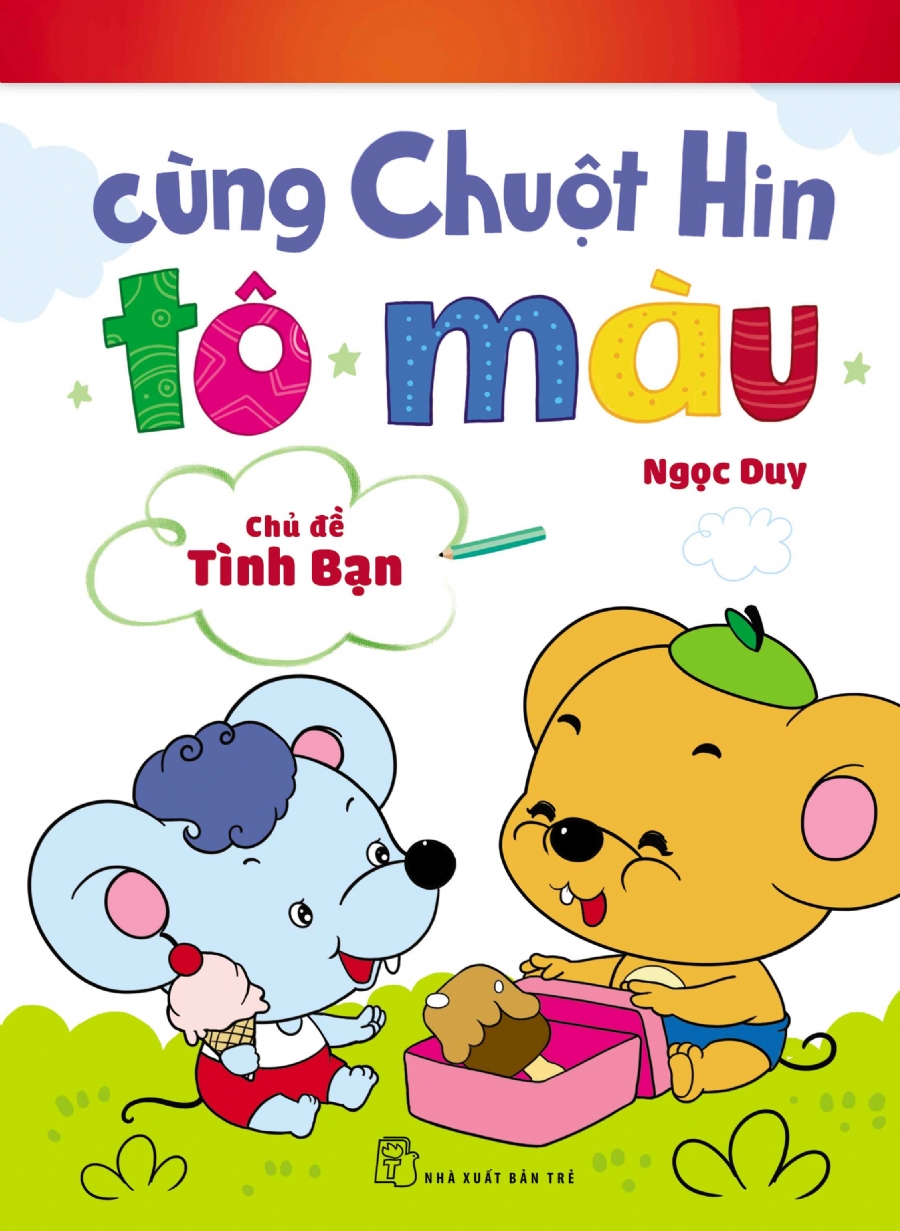 cùng Chuột Hin
tô màu
Ngọc Duy
Chủ đề
Tình Bạn
T
NHÀ XUẤT BẢN TRẺ